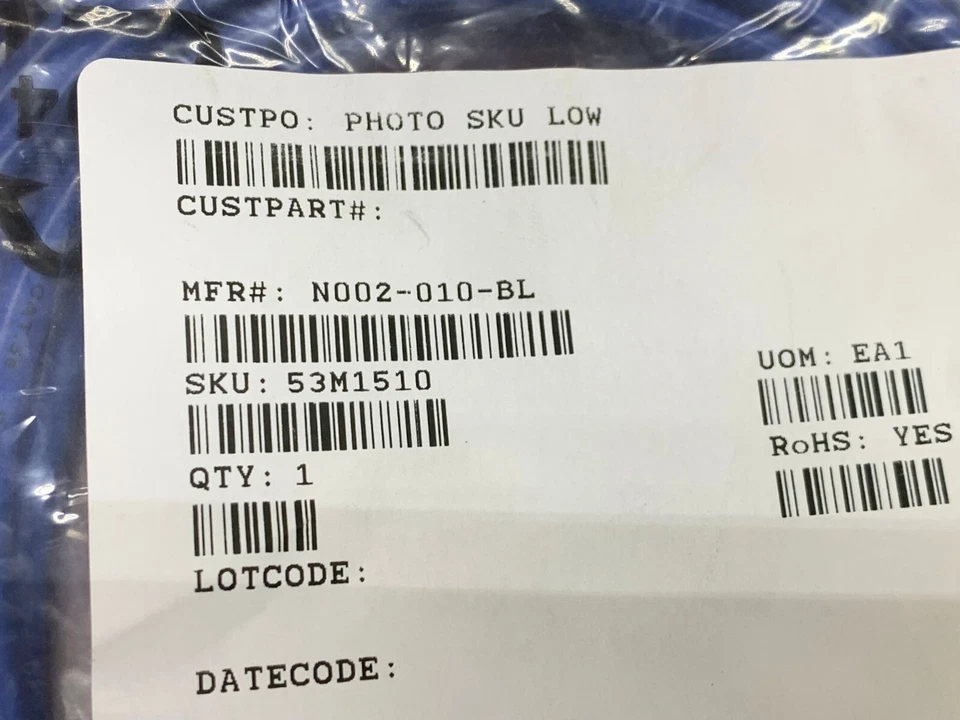 CUSTPO: PHOTO SKU LOW
CUSTPART#:
MFR#: N002-010-BL
SKU: 53M1510
QTY: 1
LOTCODE:
DATECODE:
UOM: EA1
RoHS: YES